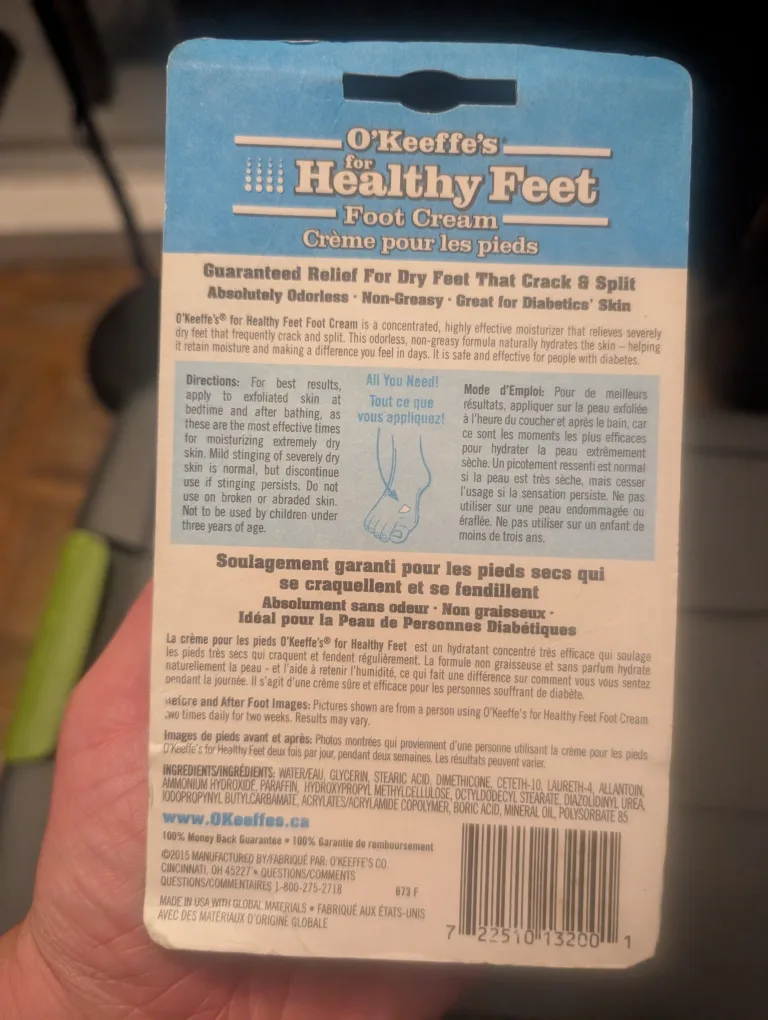 O'Keeffe's®
for
Healthy Feet
Foot Cream
Crème pour les pieds
Guaranteed Relief For Dry Feet That Crack & Split
Absolutely Odorless · Non-Greasy · Great for Diabetics' Skin
O'Keeffe's® for Healthy Feet Foot Cream is a concentrated, highly effective moisturizer that relieves severely
dry feet that frequently crack and split. This odorless, non-greasy formula naturally hydrates the skin – helping
it retain moisture and making a difference you feel in days. It is safe and effective for people with diabetes.
Directions: For best results,
apply to exfoliated skin at
bedtime and after bathing, as
these are the most effective times
for moisturizing extremely dry
skin. Mild stinging of severely dry
skin is normal, but discontinue
use if stinging persists. Do not
use on broken or abraded skin.
Not to be used by children under
three years of age.
All You Need!
Tout ce que
vous appliquez!
Mode d'Emploi: Pour de meilleurs
résultats, appliquer sur la peau exfoliée
à l'heure du coucher et après le bain, car
ce sont les moments les plus efficaces
pour hydrater la peau extrêmement
sèche. Un picotement ressenti est normal
si la peau est très sèche, mais cesser
l'usage si la sensation persiste. Ne pas
utiliser sur une peau endommagée ou
éraflée. Ne pas utiliser sur un enfant de
moins de trois ans.
Soulagement garanti pour les pieds secs qui
se craquellent et se fendillent
Absolument sans odeur · Non graisseux ·
Idéal pour la Peau de Personnes Diabétiques
La crème pour les pieds O'Keeffe's® for Healthy Feet est un hydratant concentré très efficace qui soulage
les pieds très secs qui craquent et fendent régulièrement. La formule non graisseuse et sans parfum hydrate
naturellement la peau - et l'aide à retenir l'humidité, ce qui fait une différence sur comment vous vous sentez
pendant la journée. Il s'agit d'une crème sûre et efficace pour les personnes souffrant de diabète.
Before and After Foot Images: Pictures shown are from a person using O'Keeffe's for Healthy Feet Foot Cream
two times daily for two weeks. Results may vary.
Images de pieds avant et après: Photos montrées qui proviennent d'une personne utilisant la crème pour les pieds
O'Keeffe's for Healthy Feet deux fois par jour, pendant deux semaines. Les résultats peuvent varier.
INGREDIENTS/INGRÉDIENTS: WATER/EAU, GLYCERIN, STEARIC ACID, DIMETHICONE, CETETH-10, LAURETH-4, ALLANTOIN,
AMMONIUM HYDROXIDE, PARAFFIN, HYDROXYPROPYL METHYLCELLULOSE, OCTYLDODECYL STEARATE, DIAZOLIDINYL UREA,
IODOPROPYNYL BUTYLCARBAMATE, ACRYLATES/ACRYLAMIDE COPOLYMER, BORIC ACID, MINERAL OIL, POLYSORBATE 85
www.OKeeffes.ca
100% Money Back Guarantee • 100% Garantie de remboursement
©2015 MANUFACTURED BY/FABRIQUÉ PAR: O'KEEFFE'S CO.
CINCINNATI, OH 45227 • QUESTIONS/COMMENTS
QUESTIONS/COMMENTAIRES 1-800-275-2718
673 F
MADE IN USA WITH GLOBAL MATERIALS • FABRIQUÉ AUX ÉTATS-UNIS
AVEC DES MATÉRIAUX D'ORIGINE GLOBALE
7 22510 13200 1